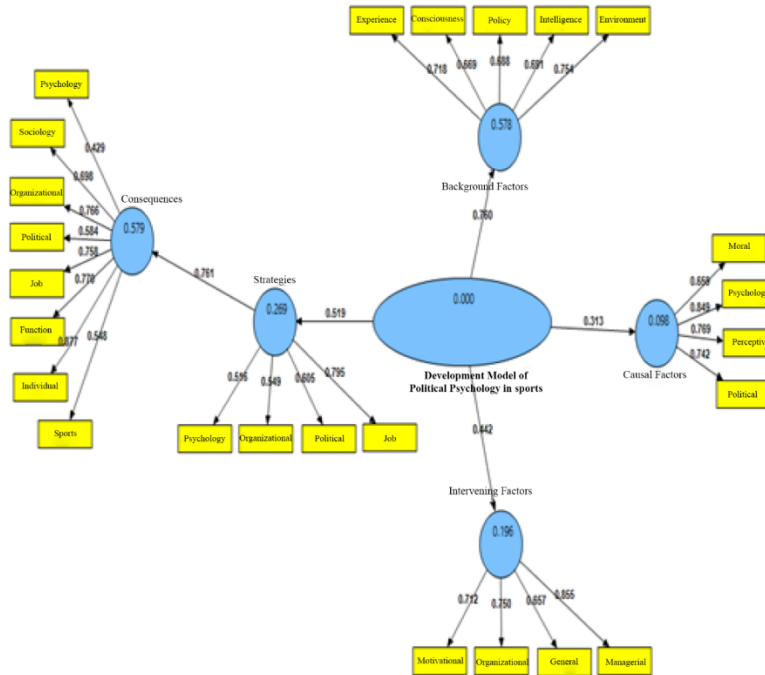 Experience
Consciousness
Policy
Intelligence
Environment
0.718
0.669
0.688
0.691
0.754
0.578
Background Factors
0.760
Psychology
Sociology
Organizational
Political
Job
Function
Individual
Sports
0.429
0.698
0.766
0.584
0.758
0.770
0.877
0.548
Consequences
0.579
0.761
Strategies
0.269
0.519
0.516
0.549
0.605
0.795
Psychology
Organizational
Political
Job
0.000
Development Model of
Political Psychology in sports
0.313
0.098
Causal Factors
0.658
0.849
0.769
0.742
Moral
Psycholog
Perceptiv
Political
0.442
Intervening Factors
0.196
0.712
0.750
0.657
0.855
Motivational
Organizational
General
Managerial